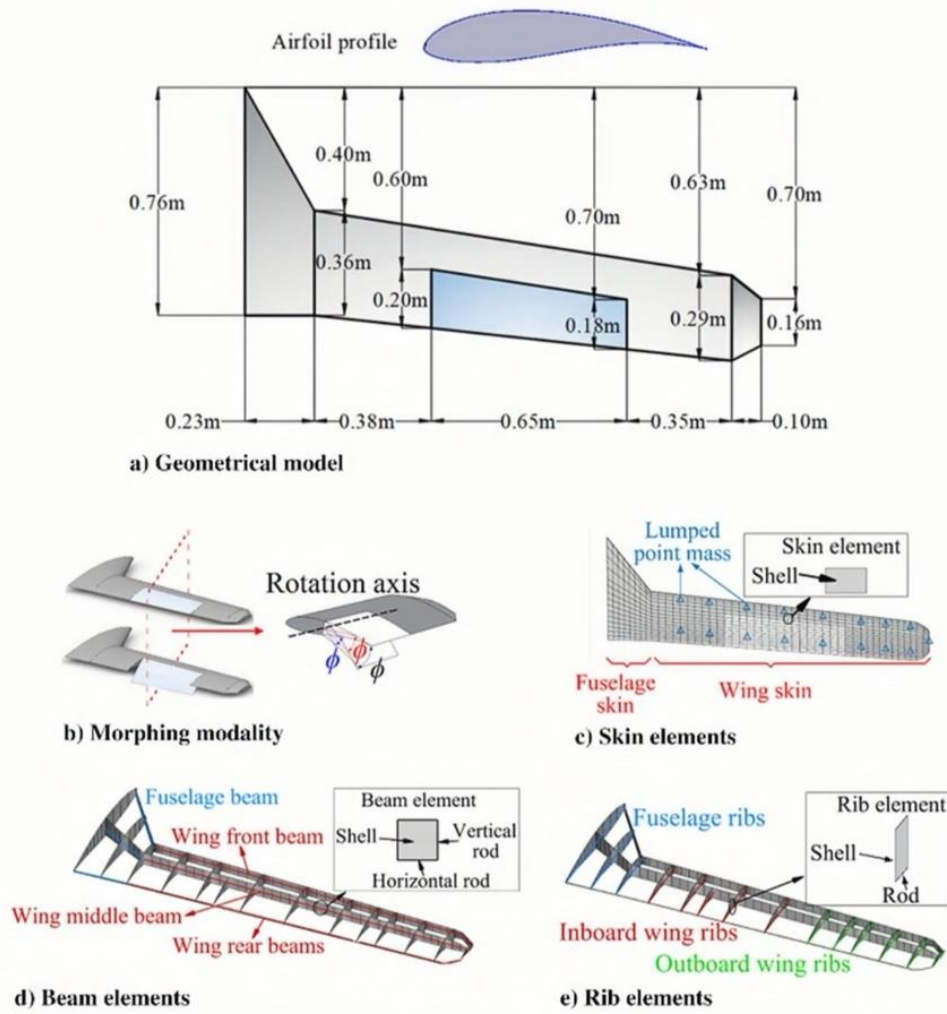 Airfoil profile
0.76m
0.40m
0.60m
0.36m
0.20m
0.70m
0.18m
0.63m
0.29m
0.70m
0.16m
0.23m
0.38m
0.65m
0.35m
0.10m
a) Geometrical model
Rotation axis
ϕ
ϕ
ϕ
b) Morphing modality
Lumped
point mass
Skin element
Shell
Fuselage
skin
Wing skin
c) Skin elements
Fuselage beam
Wing front beam
Wing middle beam
Wing rear beams
Beam element
Shell
Vertical
rod
Horizontal rod
d) Beam elements
Fuselage ribs
Rib element
Shell
Rod
Inboard wing ribs
Outboard wing ribs
e) Rib elements